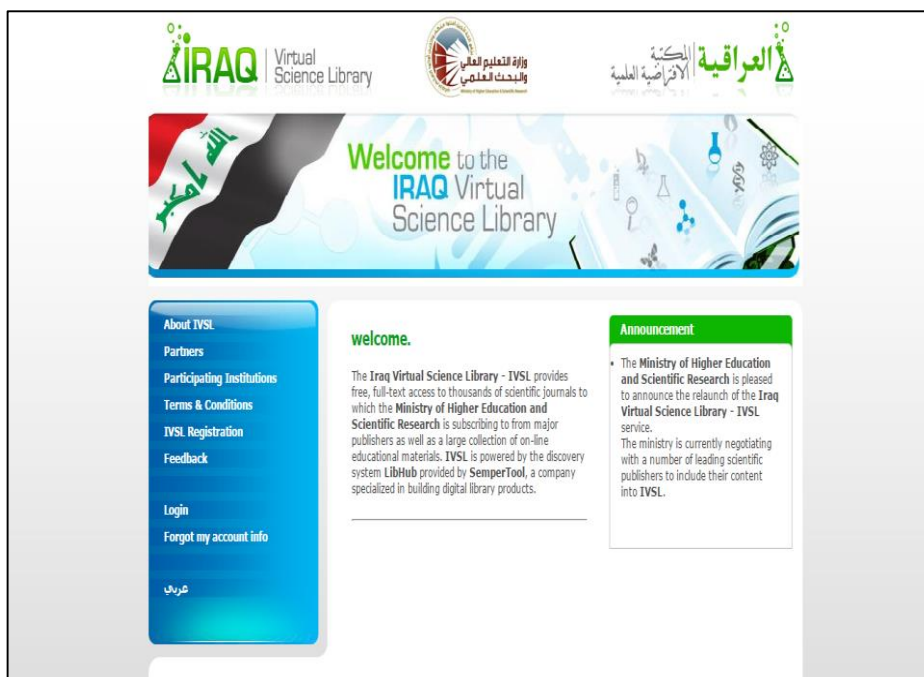 IRAQ Virtual
Science Library
وزارة التعليم العالي
والبحث العلمي
Ministry of Higher Education & Scientific Research
العراقية المكتبة
الافتراضية العلمية
الله اكبر
Welcome to the
IRAQ Virtual
Science Library
About IVSL
Partners
Participating Institutions
Terms & Conditions
IVSL Registration
Feedback
Login
Forgot my account info
عربي
welcome.
The Iraq Virtual Science Library - IVSL provides
free, full-text access to thousands of scientific journals to
which the Ministry of Higher Education and
Scientific Research is subscribing to from major
publishers as well as a large collection of on-line
educational materials. IVSL is powered by the discovery
system LibHub provided by SemperTool, a company
specialized in building digital library products.
Announcement
• The Ministry of Higher Education
and Scientific Research is pleased
to announce the relaunch of the Iraq
Virtual Science Library - IVSL
service.
The ministry is currently negotiating
with a number of leading scientific
publishers to include their content
into IVSL.